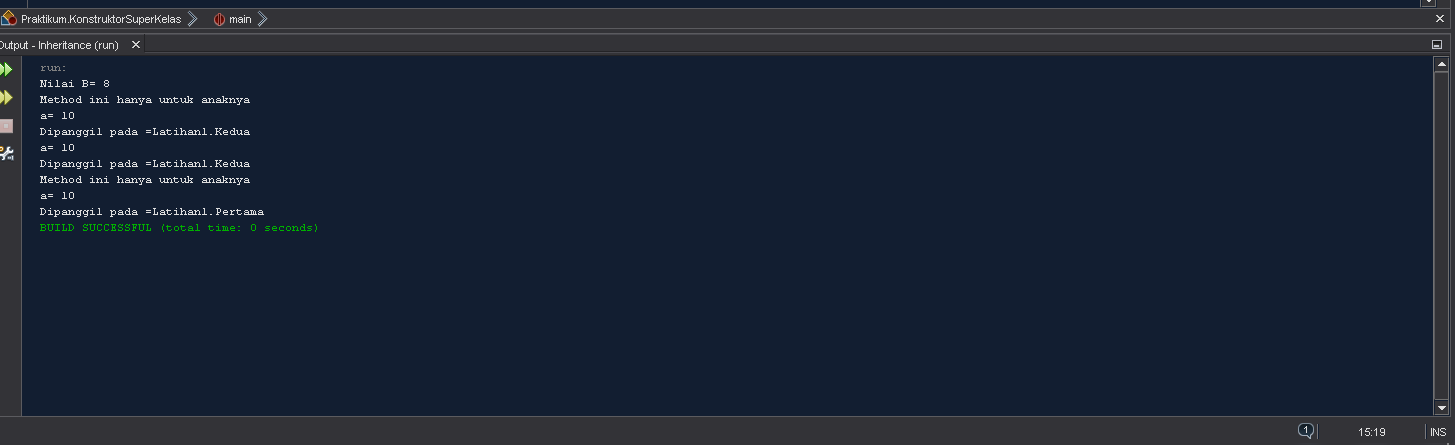 Praktikum.KonstruktorSuperKelas main
Output - Inheritance (run)
run:
Nilai B= 8
Method ini hanya untuk anaknya
a= 10
Dipanggil pada =Latihan1.Kedua
a= 10
Dipanggil pada =Latihan1.Kedua
Method ini hanya untuk anaknya
a= 10
Dipanggil pada =Latihan1.Pertama
BUILD SUCCESSFUL (total time: 0 seconds)
1 15:19 INS